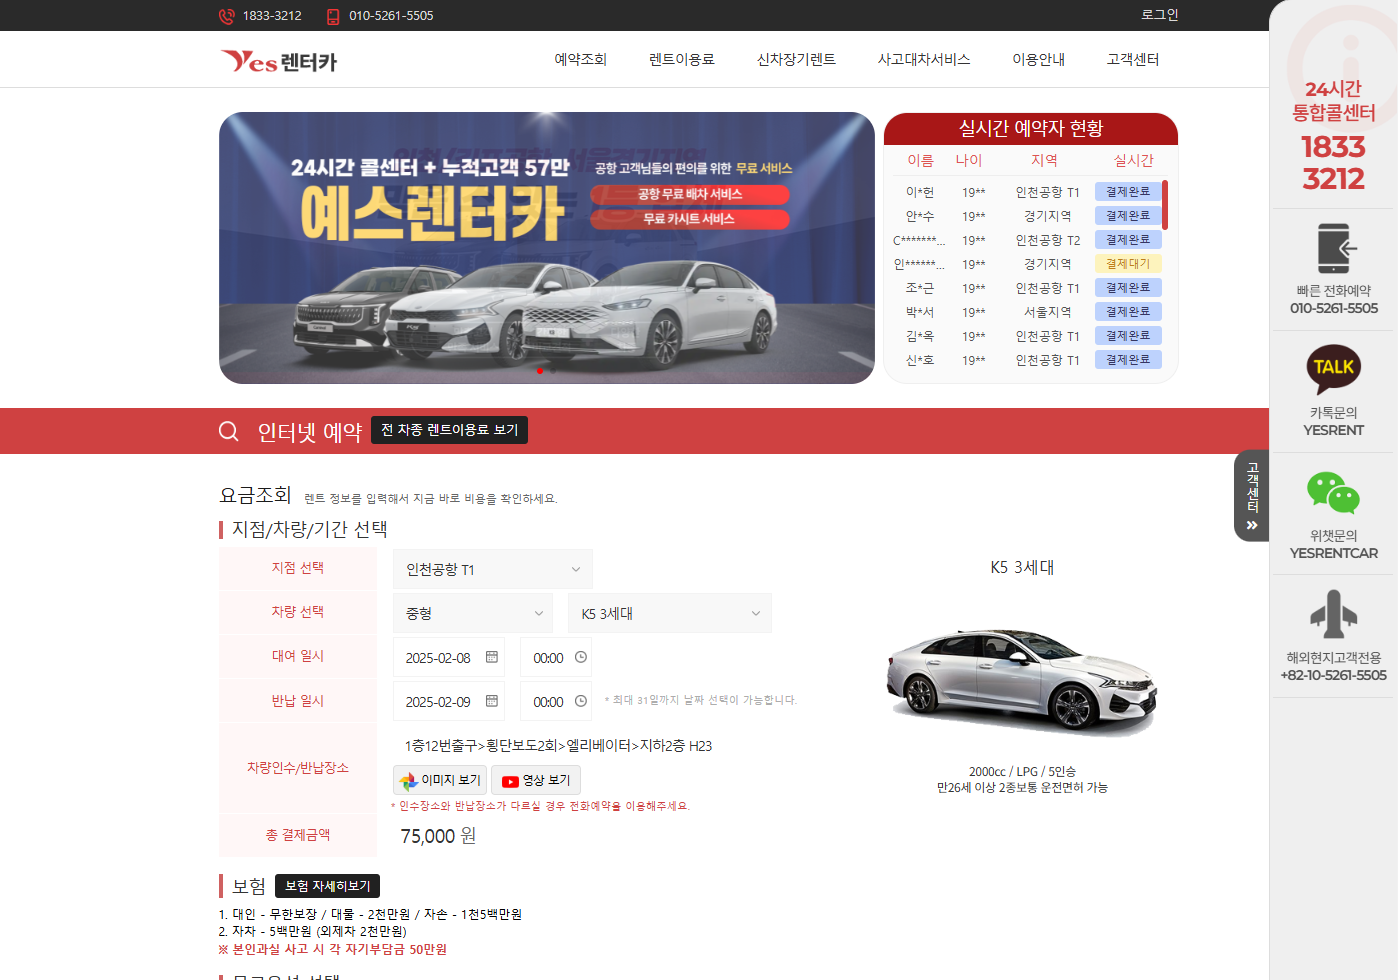 1833-3212
010-5261-5505
로그인
Yes렌터카
예약조회
렌트이용료
신차장기렌트
사고대차서비스
이용안내
고객센터
24시간 콜센터 + 누적고객 57만
예스렌터카
공항 고객님들의 편의를 위한 무료 서비스
공항 무료 배차 서비스
무료 카시트 서비스
실시간 예약자 현황
이름 나이 지역 실시간
이*헌 19** 인천공항 T1 결제완료
안*수 19** 경기지역 결제완료
C*******... 19** 인천공항 T2 결제완료
인******... 19** 경기지역 결제대기
조*근 19** 인천공항 T1 결제완료
박*서 19** 서울지역 결제완료
김*옥 19** 인천공항 T1 결제완료
신*호 19** 인천공항 T1 결제완료
24시간
통합콜센터
1833
3212
빠른 전화예약
010-5261-5505
TALK
카톡문의
YESRENT
위챗문의
YESRENTCAR
해외현지고객전용
+82-10-5261-5505
고객센터
인터넷 예약
전 차종 렌트이용료 보기
요금조회 렌트 정보를 입력해서 지금 바로 비용을 확인하세요.
지점/차량/기간 선택
지점 선택 인천공항 T1
차량 선택 중형 K5 3세대
대여 일시 2025-02-08 00:00
반납 일시 2025-02-09 00:00 * 최대 31일까지 날짜 선택이 가능합니다.
차량인수/반납장소
1층12번출구>횡단보도2회>엘리베이터>지하2층 H23
이미지 보기 영상 보기
* 인수장소와 반납장소가 다르실 경우 전화예약을 이용해주세요.
총 결제금액 75,000 원
K5 3세대
2000cc / LPG / 5인승
만26세 이상 2종보통 운전면허 가능
보험 보험 자세히보기
1. 대인 - 무한보장 / 대물 - 2천만원 / 자손 - 1천5백만원
2. 자차 - 5백만원 (외제차 2천만원)
※ 본인과실 사고 시 각 자기부담금 50만원